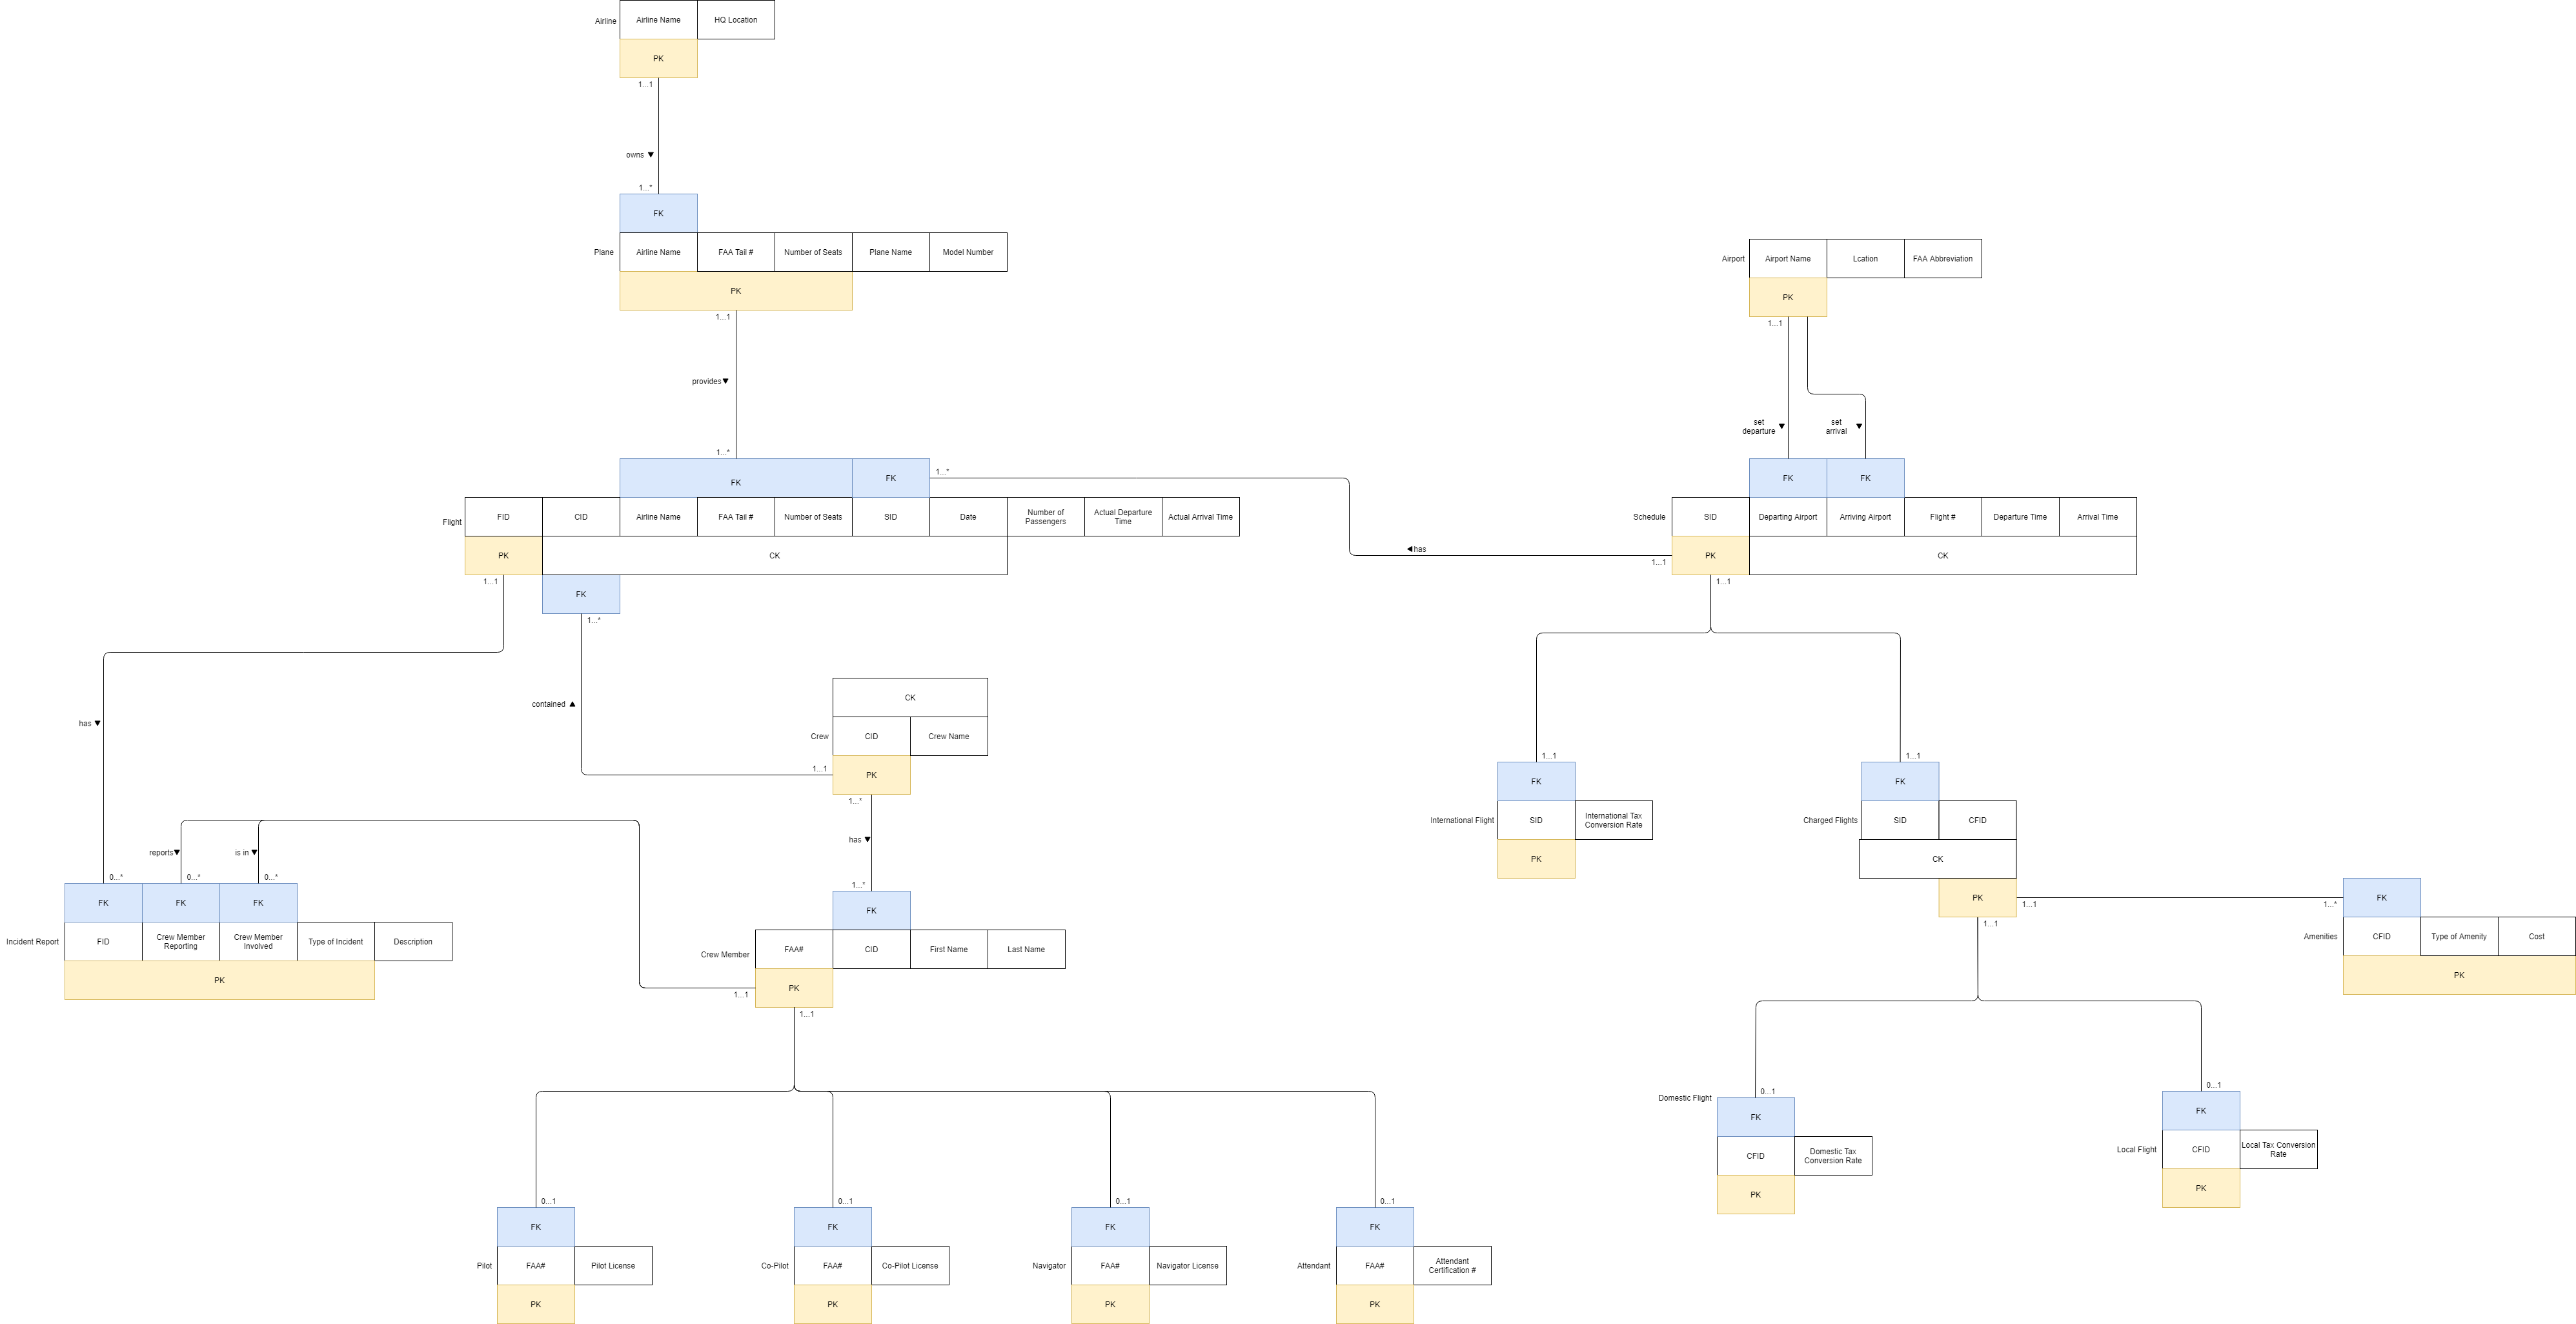 Airline
Airline Name
HQ Location
PK
1...1
owns
1...*
FK
Plane
Airline Name
FAA Tail #
Number of Seats
Plane Name
Model Number
PK
1...1
provides
1...*
Airport
Airport Name
Lcation
FAA Abbreviation
PK
1...1
set
departure
set
arrival
FK
FK
1...*
Flight
FID
CID
Airline Name
FAA Tail #
Number of Seats
SID
Date
Number of
Passengers
Actual Departure
Time
Actual Arrival Time
PK
CK
1...1
FK
1...*
has
1...1
FK
FK
Schedule
SID
Departing Airport
Arriving Airport
Flight #
Departure Time
Arrival Time
PK
CK
1...1
has
contained
CK
Crew
CID
Crew Name
1...1
PK
1...*
has
1...*
reports
is in
0...*
0...*
0...*
FK
FK
FK
Incident Report
FID
Crew Member
Reporting
Crew Member
Involved
Type of Incident
Description
PK
FK
Crew Member
FAA#
CID
First Name
Last Name
PK
1...1
1...1
1...1
FK
International Flight
SID
International Tax
Conversion Rate
PK
1...1
FK
Charged Flights
SID
CFID
CK
PK
1...1
1...1
1...*
FK
Amenities
CFID
Type of Amenity
Cost
PK
Domestic Flight
0...1
FK
CFID
Domestic Tax
Conversion Rate
PK
0...1
FK
Local Flight
CFID
Local Tax Conversion
Rate
PK
0...1
FK
Pilot
FAA#
Pilot License
PK
0...1
FK
Co-Pilot
FAA#
Co-Pilot License
PK
0...1
FK
Navigator
FAA#
Navigator License
PK
0...1
FK
Attendant
FAA#
Attendant
Certification #
PK